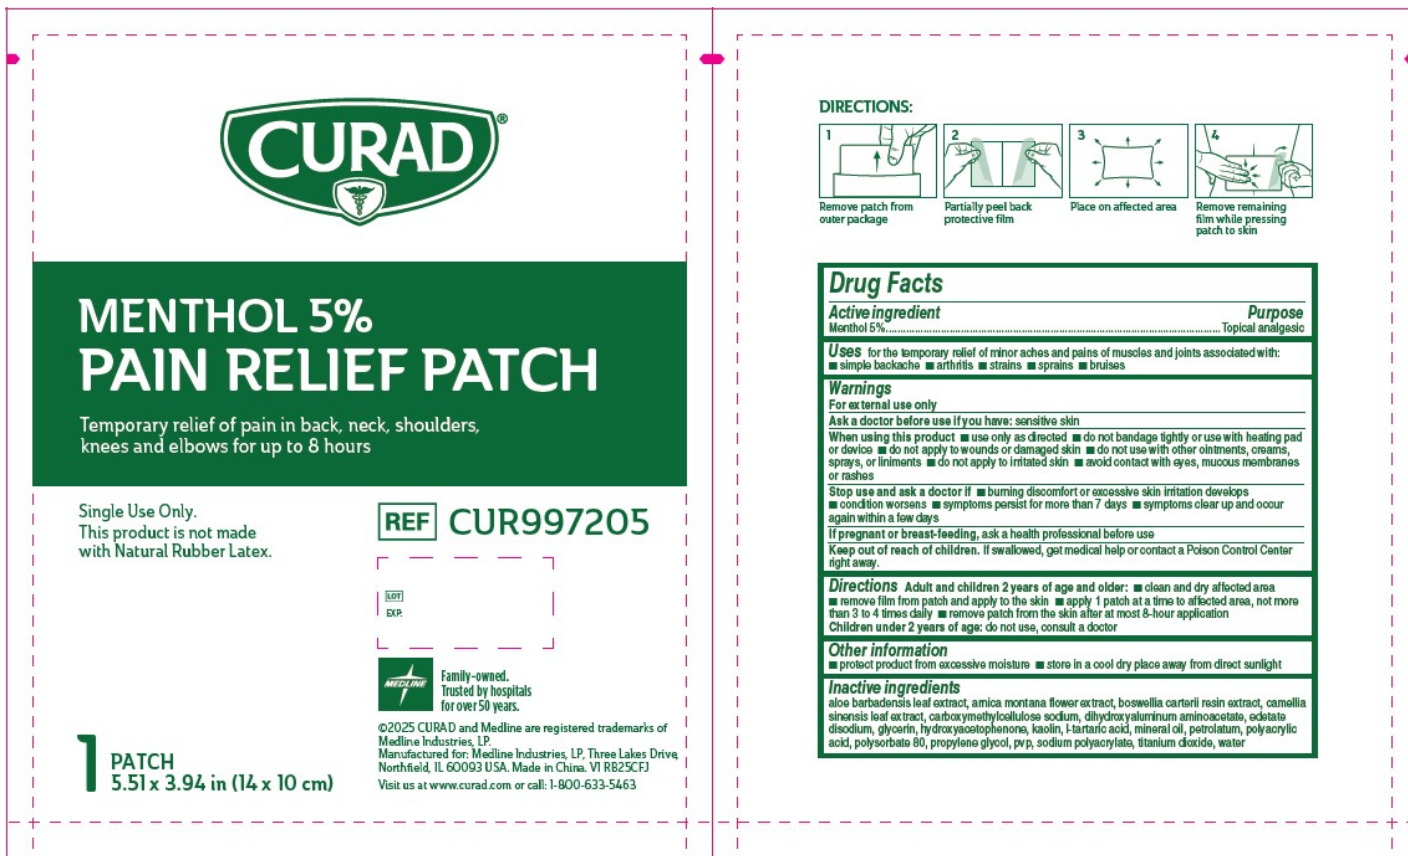 CURAD®
MENTHOL 5%
PAIN RELIEF PATCH
Temporary relief of pain in back, neck, shoulders,
knees and elbows for up to 8 hours
Single Use Only.
This product is not made
with Natural Rubber Latex.
REF CUR997205
LOT
EXP.
MEDLINE
Family-owned.
Trusted by hospitals
for over 50 years.
©2025 CURAD and Medline are registered trademarks of
Medline Industries, LP.
Manufactured for: Medline Industries, LP, Three Lakes Drive,
Northfield, IL 60093 USA. Made in China. V1 RB25CFJ
Visit us at www.curad.com or call: 1-800-633-5463
1 PATCH
5.51 x 3.94 in (14 x 10 cm)
DIRECTIONS:
1
Remove patch from
outer package
2
Partially peel back
protective film
3
Place on affected area
4
Remove remaining
film while pressing
patch to skin
Drug Facts
Active ingredient Purpose
Menthol 5%..........Topical analgesic
Uses for the temporary relief of minor aches and pains of muscles and joints associated with:
■ simple backache ■ arthritis ■ strains ■ sprains ■ bruises
Warnings
For external use only
Ask a doctor before use if you have: sensitive skin
When using this product ■ use only as directed ■ do not bandage tightly or use with heating pad
or device ■ do not apply to wounds or damaged skin ■ do not use with other ointments, creams,
sprays, or liniments ■ do not apply to irritated skin ■ avoid contact with eyes, mucous membranes
or rashes
Stop use and ask a doctor if ■ burning discomfort or excessive skin irritation develops
■ condition worsens ■ symptoms persist for more than 7 days ■ symptoms clear up and occur
again within a few days
If pregnant or breast-feeding, ask a health professional before use
Keep out of reach of children. If swallowed, get medical help or contact a Poison Control Center
right away.
Directions Adult and children 2 years of age and older: ■ clean and dry affected area
■ remove film from patch and apply to the skin ■ apply 1 patch at a time to affected area, not more
than 3 to 4 times daily ■ remove patch from the skin after at most 8-hour application
Children under 2 years of age: do not use, consult a doctor
Other information
■ protect product from excessive moisture ■ store in a cool dry place away from direct sunlight
Inactive ingredients
aloe barbadensis leaf extract, arnica montana flower extract, boswellia carterii resin extract, camellia
sinensis leaf extract, carboxymethylcellulose sodium, dihydroxyaluminum aminoacetate, edetate
disodium, glycerin, hydroxyacetophenone, kaolin, l-tartaric acid, mineral oil, petrolatum, polyacrylic
acid, polysorbate 80, propylene glycol, pvp, sodium polyacrylate, titanium dioxide, water